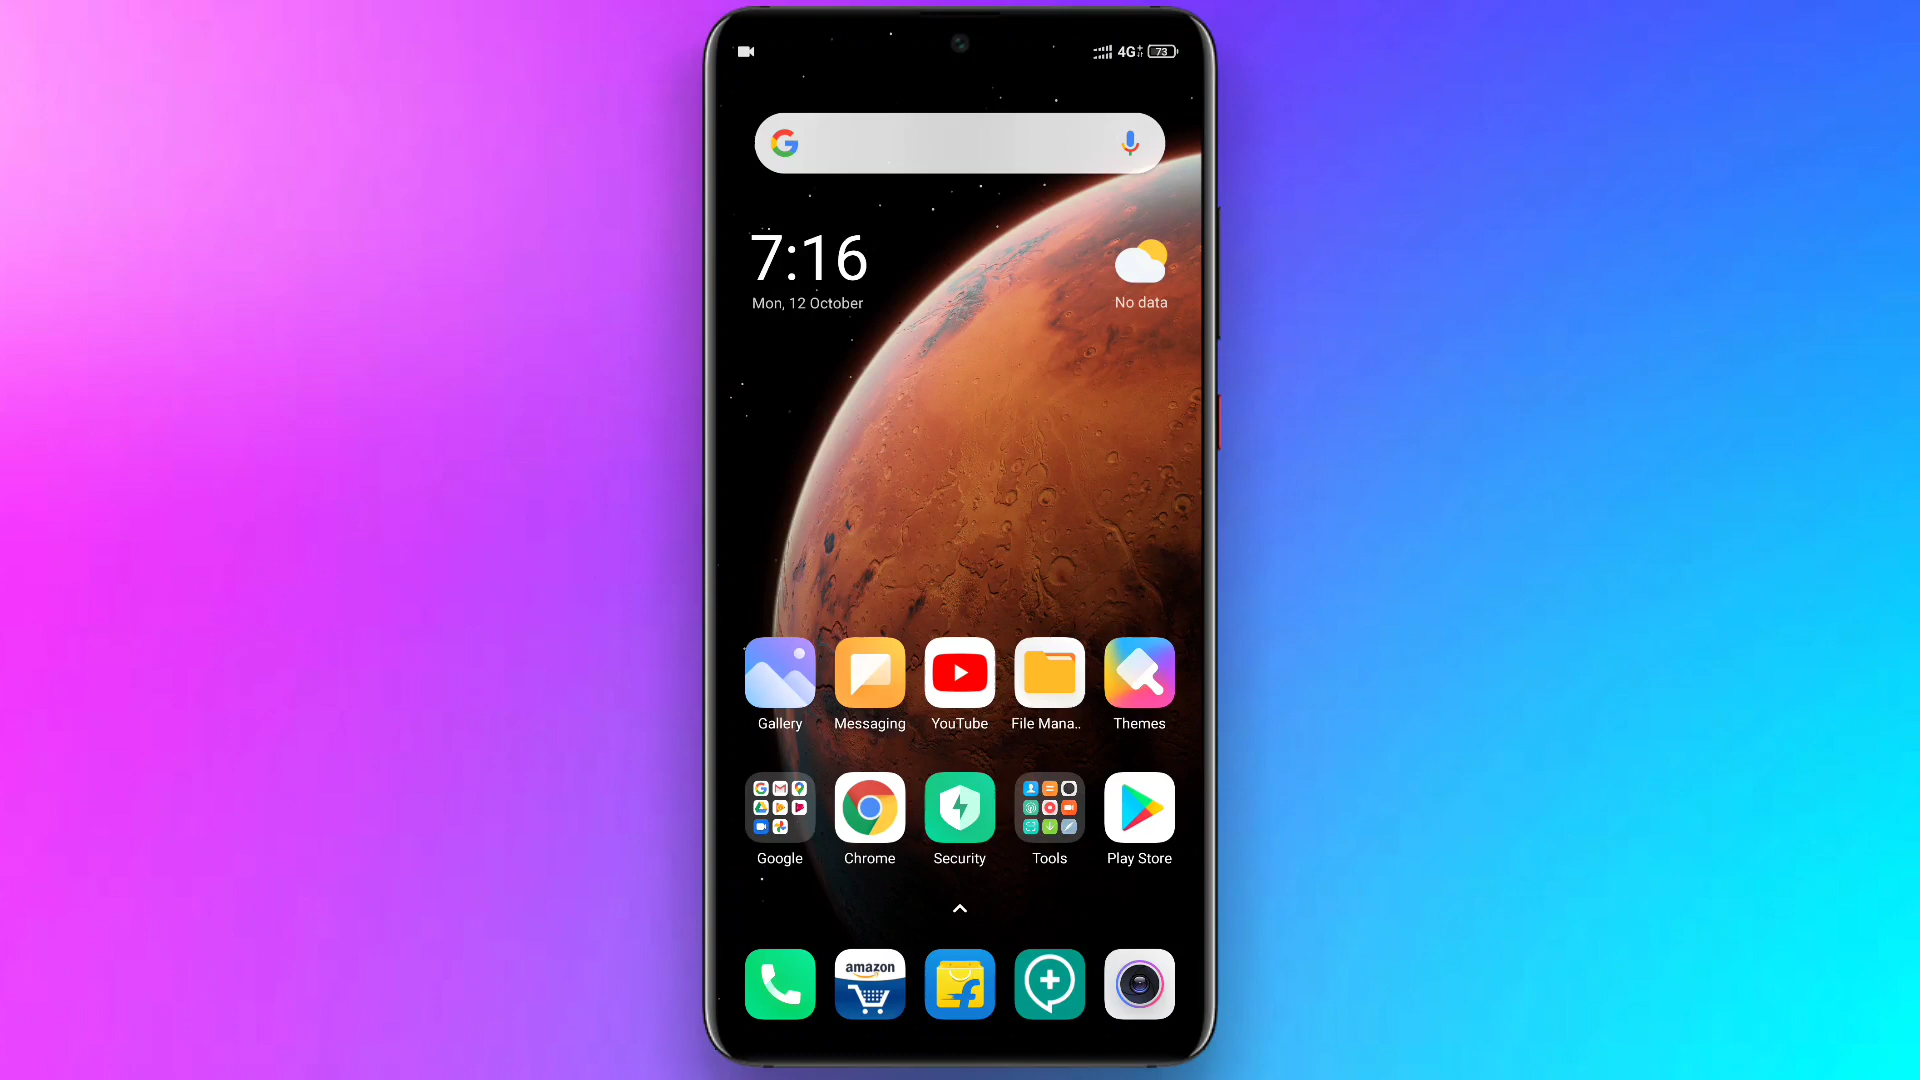 4G+ 73
7:16
Mon, 12 October
No data
Gallery Messaging YouTube File Mana.. Themes
Google Chrome Security Tools Play Store
amazon